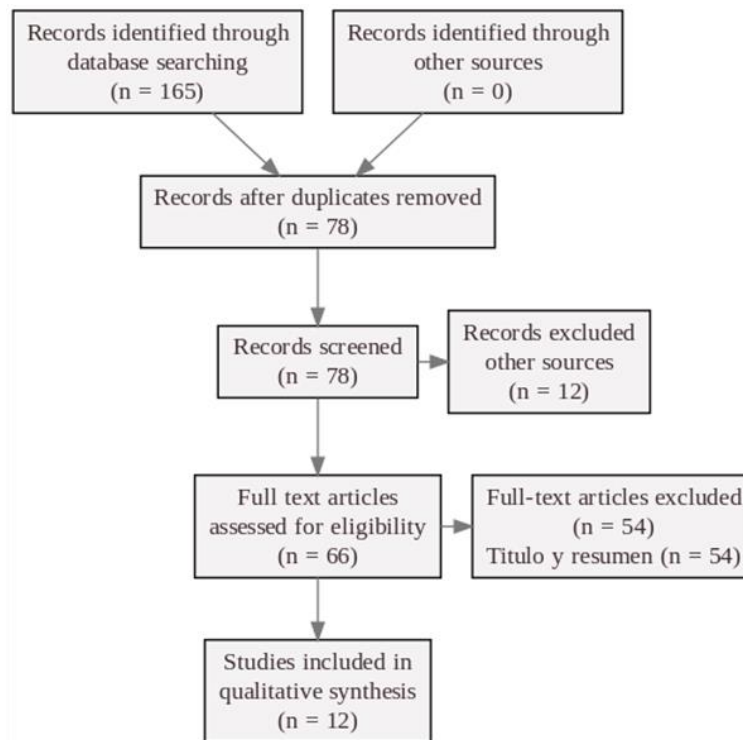 Records identified through
database searching
(n = 165)
Records identified through
other sources
(n = 0)
Records after duplicates removed
(n = 78)
Records screened
(n = 78)
Records excluded
other sources
(n = 12)
Full text articles
assessed for eligibility
(n = 66)
Full-text articles excluded
(n = 54)
Titulo y resumen (n = 54)
Studies included in
qualitative synthesis
(n = 12)